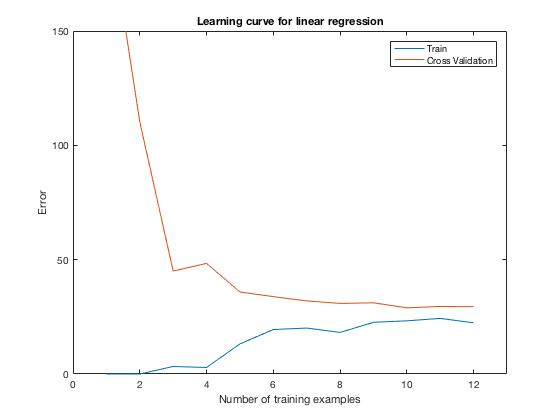 Learning curve for linear regression
150
Train
Cross Validation
100
Error
50
0
0 2 4 6 8 10 12
Number of training examples